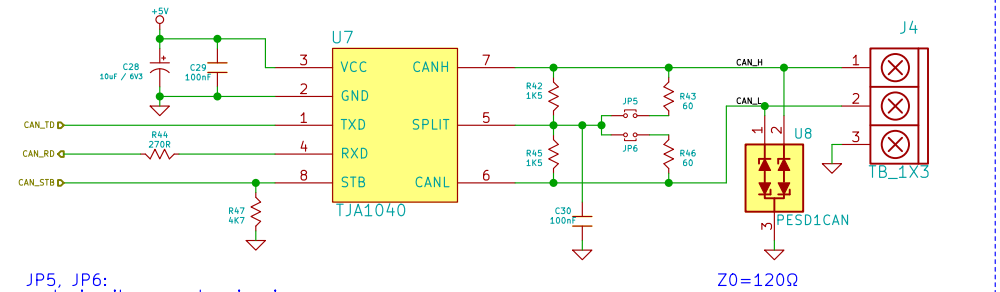 +5V
J4
U7
C28
10uF / 6V3
C29
100nF
3
VCC
CANH
7
CAN_H
1
R42
1K5
R43
60
2
GND
CAN_L
2
JP5
CAN_TD
1
TXD
SPLIT
5
1
2
U8
R44
270R
CAN_RD
4
RXD
JP6
R45
1K5
R46
60
3
CAN_STB
8
STB
CANL
6
TB_1X3
R47
4K7
TJA1040
C30
100nF
3
PESD1CAN
JP5, JP6:
Z0=120Ω